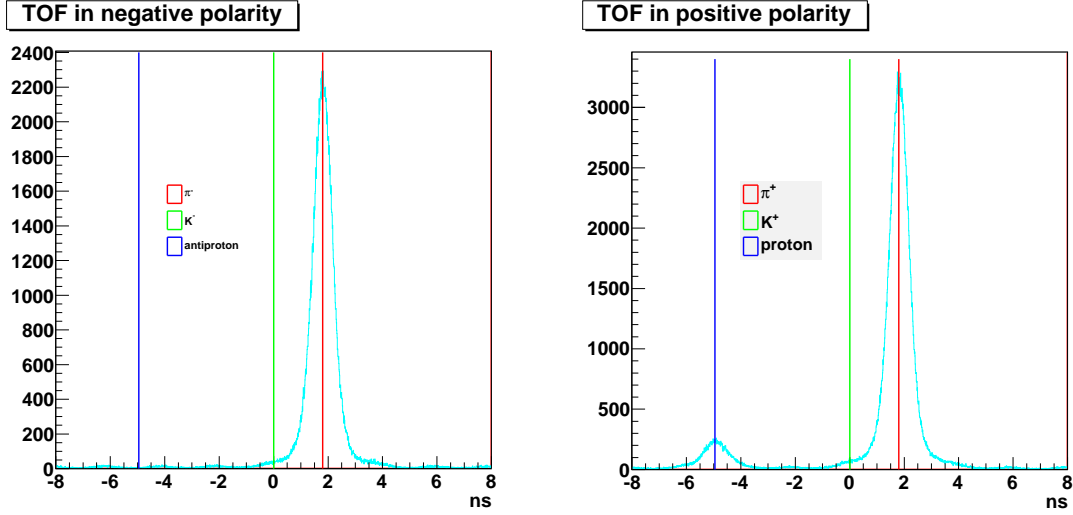 TOF in negative polarity
2400
2200
2000
1800
1600
1400
1200
1000
800
600
400
200
0
π-
K-
antiproton
-8 -6 -4 -2 0 2 4 6 8
ns
TOF in positive polarity
3000
2500
2000
1500
1000
500
0
π+
K+
proton
-8 -6 -4 -2 0 2 4 6 8
ns